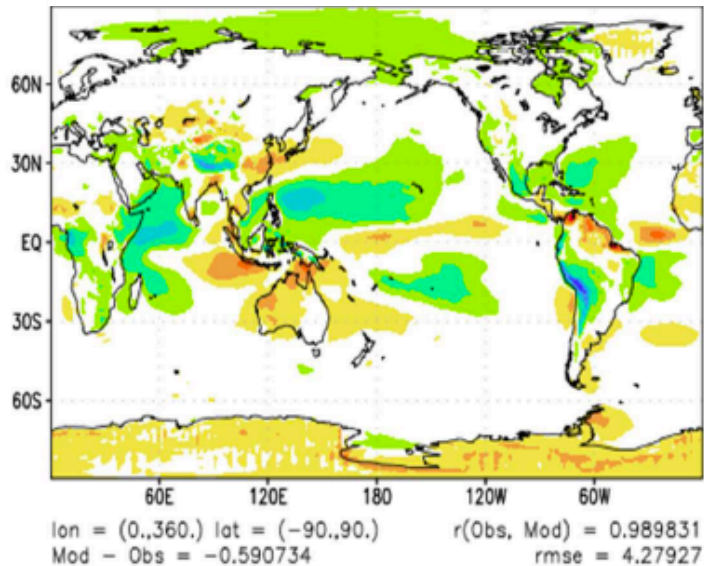 60N
30N
EQ
30S
60S
60E 120E 180 120W 60W
lon = (0.,360.) lat = (-90.,90.) r(Obs, Mod) = 0.989831
Mod - Obs = -0.590734 rmse = 4.27927